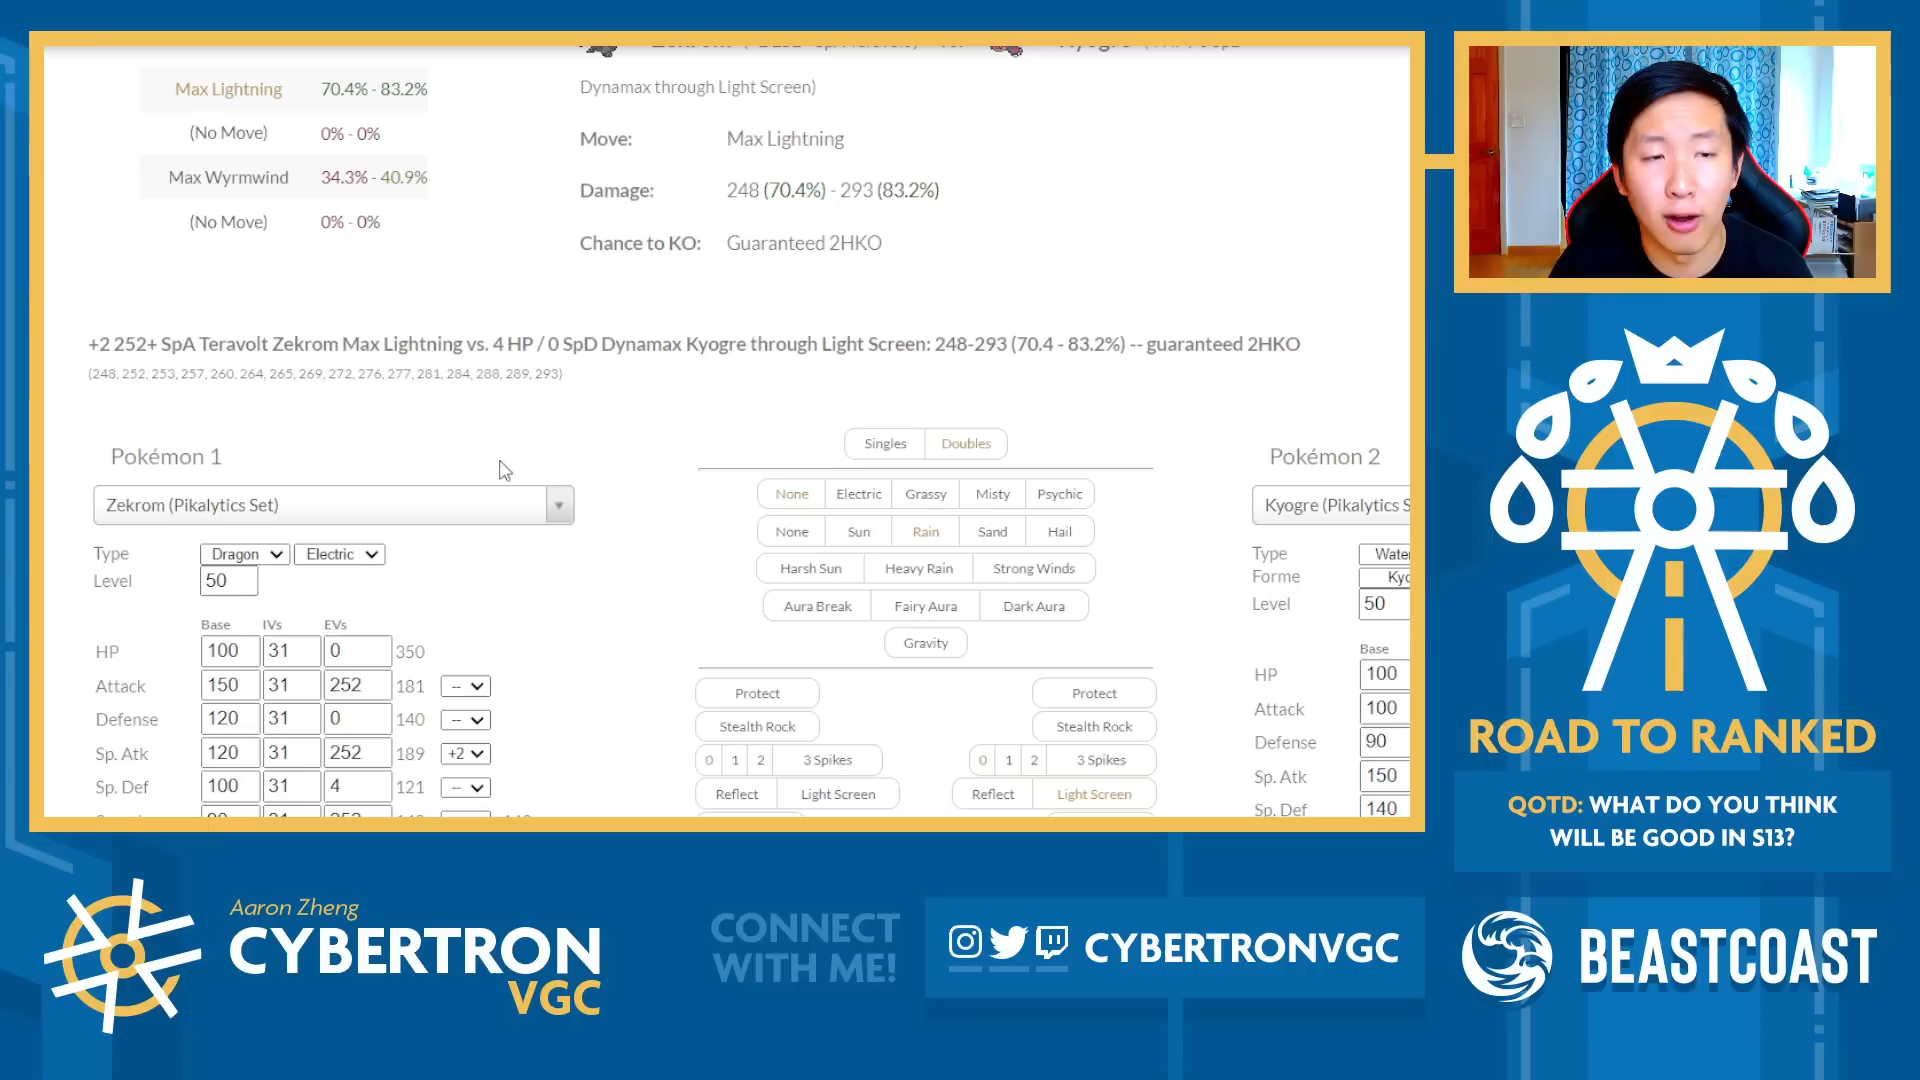 Max Lightning 70.4% - 83.2%
(No Move) 0% - 0%
Max Wyrmwind 34.3% - 40.9%
(No Move) 0% - 0%
Dynamax through Light Screen)
Move: Max Lightning
Damage: 248 (70.4%) - 293 (83.2%)
Chance to KO: Guaranteed 2HKO
+2 252+ SpA Teravolt Zekrom Max Lightning vs. 4 HP / 0 SpD Dynamax Kyogre through Light Screen: 248-293 (70.4 - 83.2%) -- guaranteed 2HKO
(248, 252, 253, 257, 260, 264, 265, 269, 272, 276, 277, 281, 284, 288, 289, 293)
Pokémon 1
Zekrom (Pikalytics Set)
Type Dragon Electric
Level 50
Base IVs EVs
HP 100 31 0 350
Attack 150 31 252 181 --
Defense 120 31 0 140 --
Sp. Atk 120 31 252 189 +2
Sp. Def 100 31 4 121 --
Singles Doubles
None Electric Grassy Misty Psychic
None Sun Rain Sand Hail
Harsh Sun Heavy Rain Strong Winds
Aura Break Fairy Aura Dark Aura
Gravity
Protect Protect
Stealth Rock Stealth Rock
0 1 2 3 Spikes 0 1 2 3 Spikes
Reflect Light Screen Reflect Light Screen
Pokémon 2
Kyogre (Pikalytics S
Type Wate
Forme Kyo
Level 50
Base
HP 100
Attack 100
Defense 90
Sp. Atk 150
Sp. Def 140
ROAD TO RANKED
QOTD: WHAT DO YOU THINK
WILL BE GOOD IN S13?
Aaron Zheng
CYBERTRON
VGC
CONNECT
WITH ME!
CYBERTRONVGC
BEASTCOAST